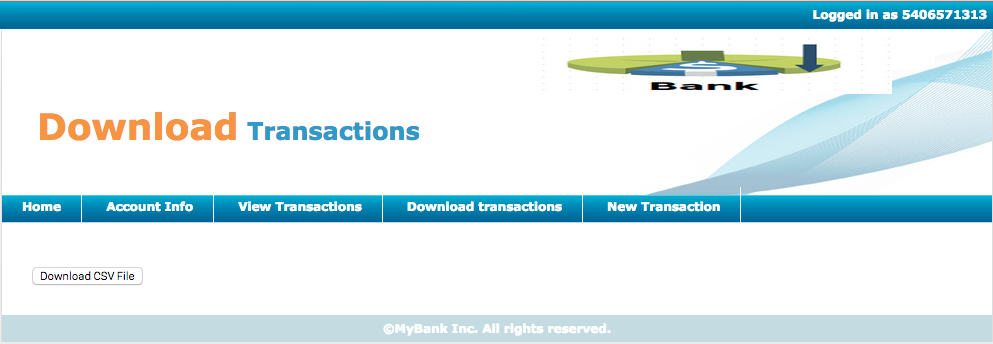 Logged in as 5406571313
Bank
Download Transactions
Home Account Info View Transactions Download transactions New Transaction
Download CSV File
©MyBank Inc. All rights reserved.